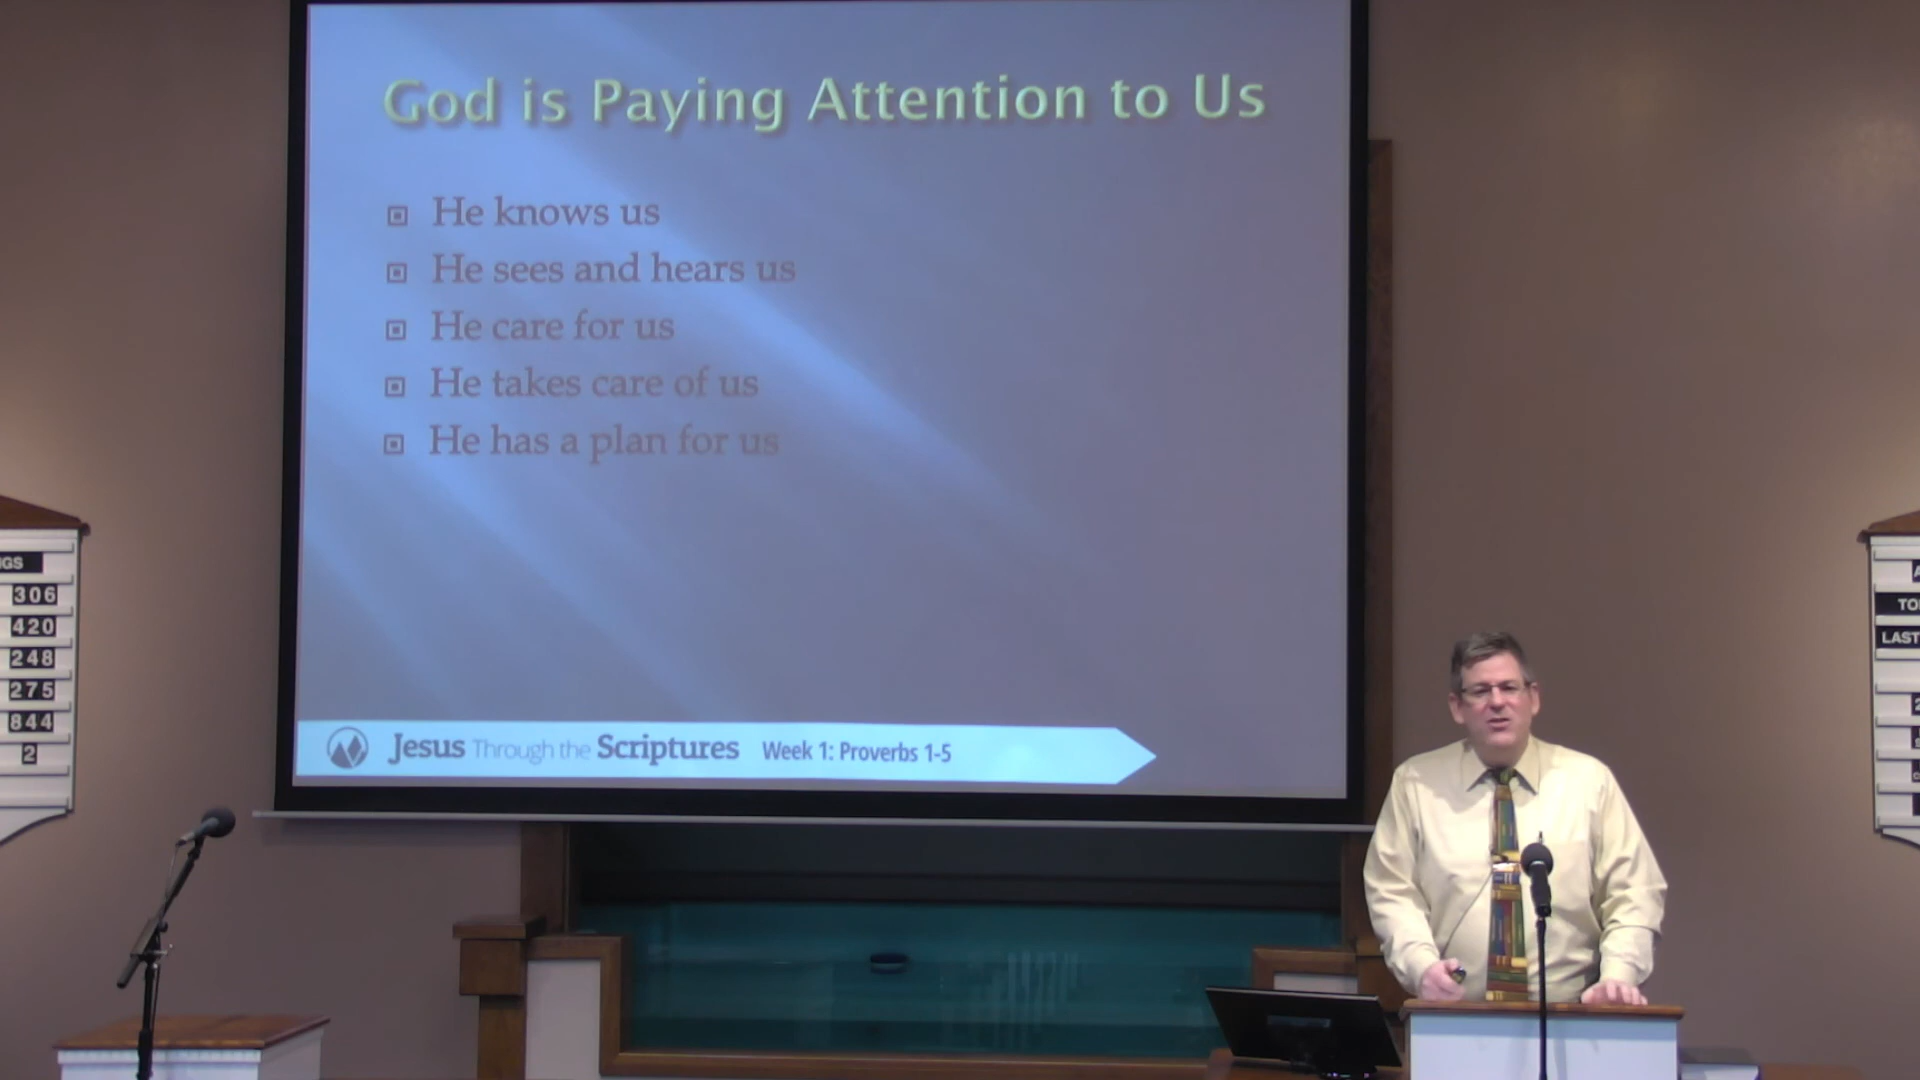 God is Paying Attention to Us
He knows us
He sees and hears us
He care for us
He takes care of us
He has a plan for us
Jesus Through the Scriptures Week 1: Proverbs 1-5
306
420
248
275
844
2
LAST